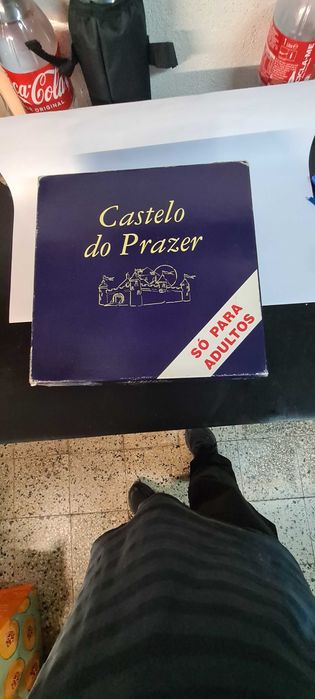 Coca-Cola
ORIGINAL
Castelo
do Prazer
SÓ PARA
ADULTOS